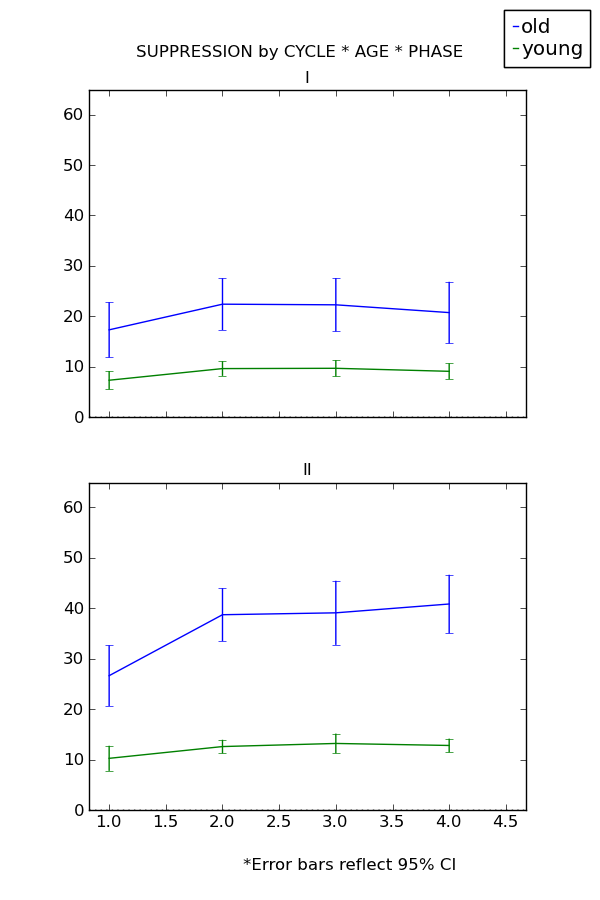 old
young
SUPPRESSION by CYCLE * AGE * PHASE
I
60
50
40
30
20
10
0
II
60
50
40
30
20
10
0
1.0 1.5 2.0 2.5 3.0 3.5 4.0 4.5
*Error bars reflect 95% CI